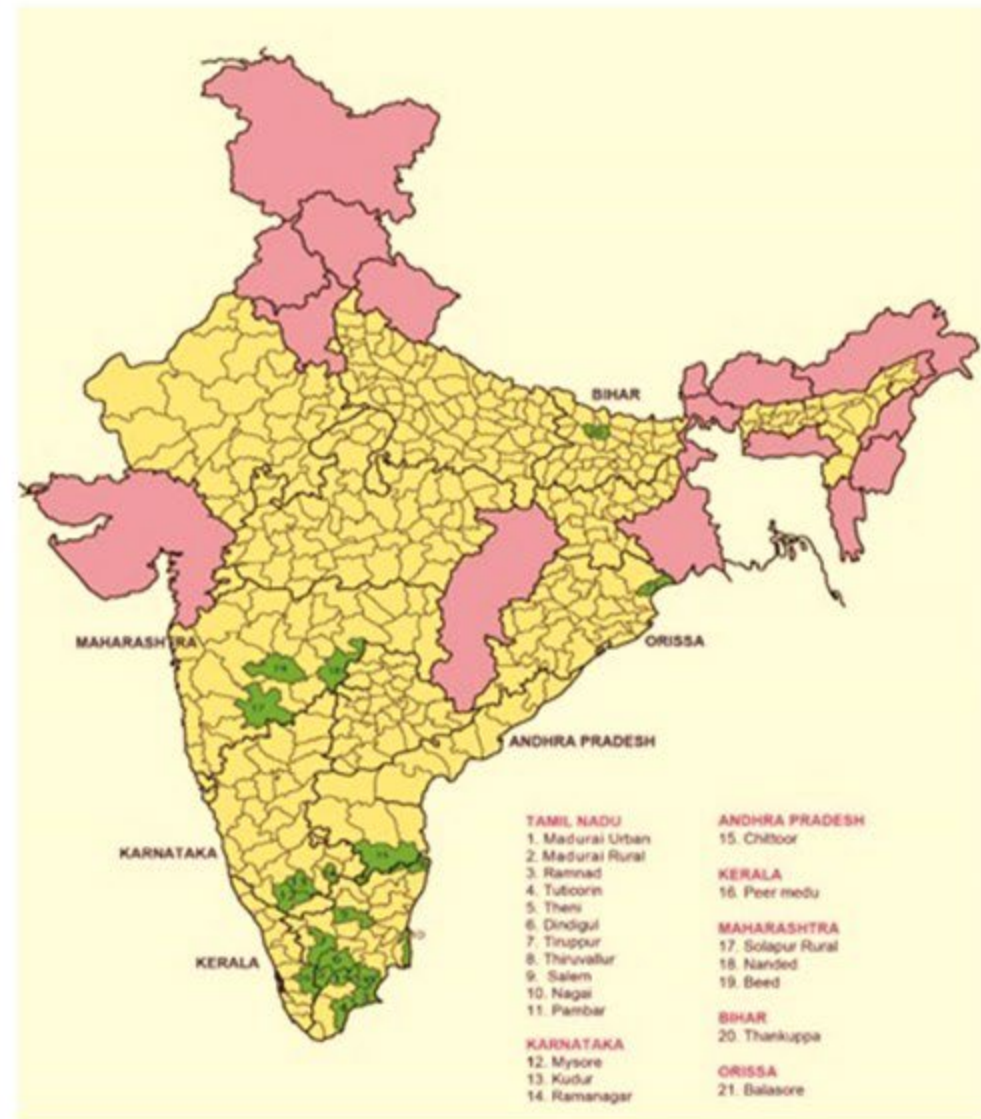 BIHAR
MAHARASHTRA
ORISSA
ANDHRA PRADESH
KARNATAKA
KERALA
TAMIL NADU
1. Madurai Urban
2. Madurai Rural
3. Ramnad
4. Tuticorin
5. Theni
6. Dindigul
7. Tiruppur
8. Thiruvallur
9. Salem
10. Nagai
11. Pambar
KARNATAKA
12. Mysore
13. Kudur
14. Ramanagar
ANDHRA PRADESH
15. Chittoor
KERALA
16. Peer medu
MAHARASHTRA
17. Solapur Rural
18. Nanded
19. Beed
BIHAR
20. Thankuppa
ORISSA
21. Balasore